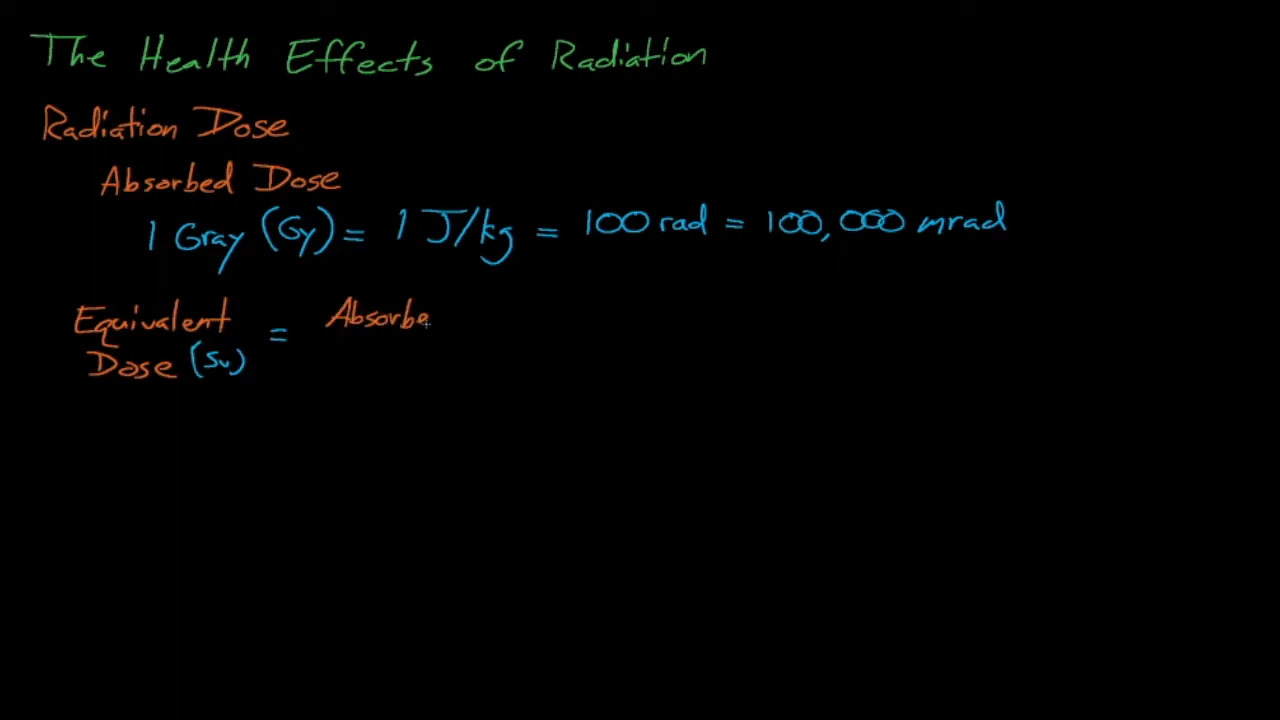 The Health Effects of Radiation
Radiation Dose
Absorbed Dose
1 Gray (Gy) = 1 J/kg = 100 rad = 100,000 mrad
Equivalent = Absorbe
Dose (Sv)